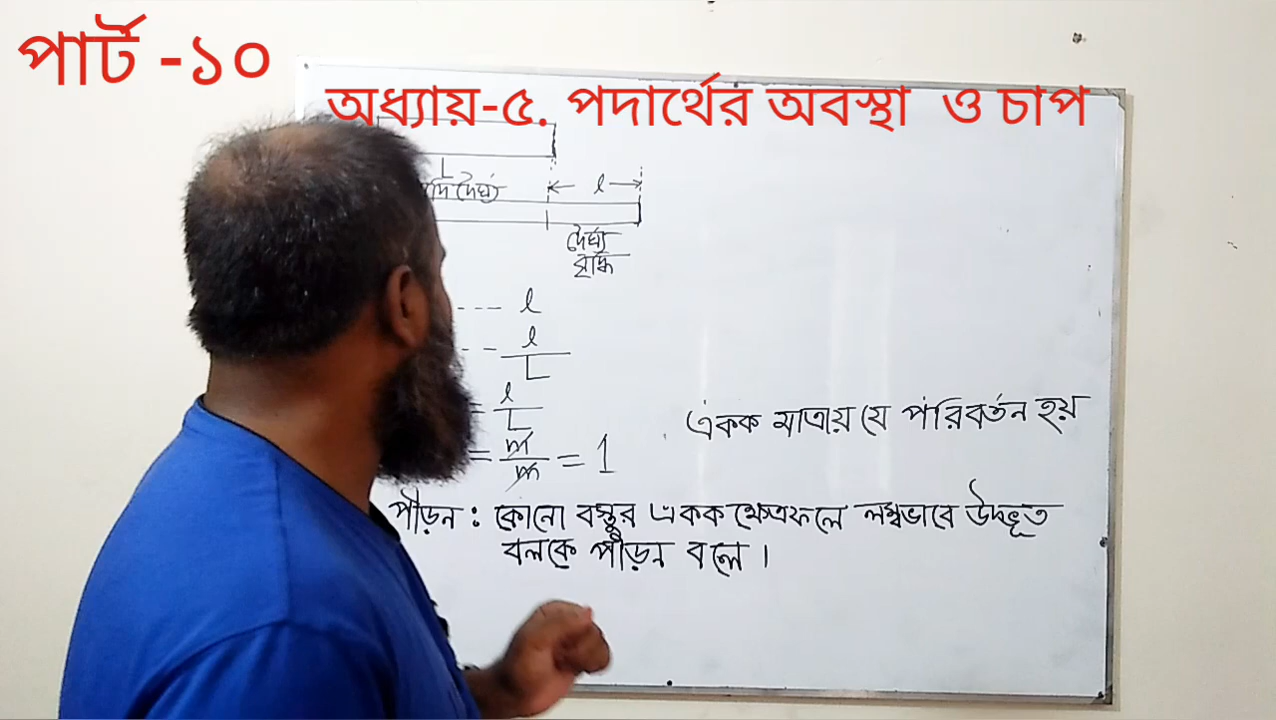 পার্ট -১০
অধ্যায়-৫. পদার্থের অবস্থা ও চাপ
L
দৈর্ঘ্য
l
দৈর্ঘ্য
বৃদ্ধি
--- l
-- l/L
= l/L
= m/m = 1
একক মাত্রায় যে পরিবর্তন হয়
পীড়ন : কোনো বস্তুর একক ক্ষেত্রফলে লম্বভাবে উদ্ভূত
বলকে পীড়ন বলে ।